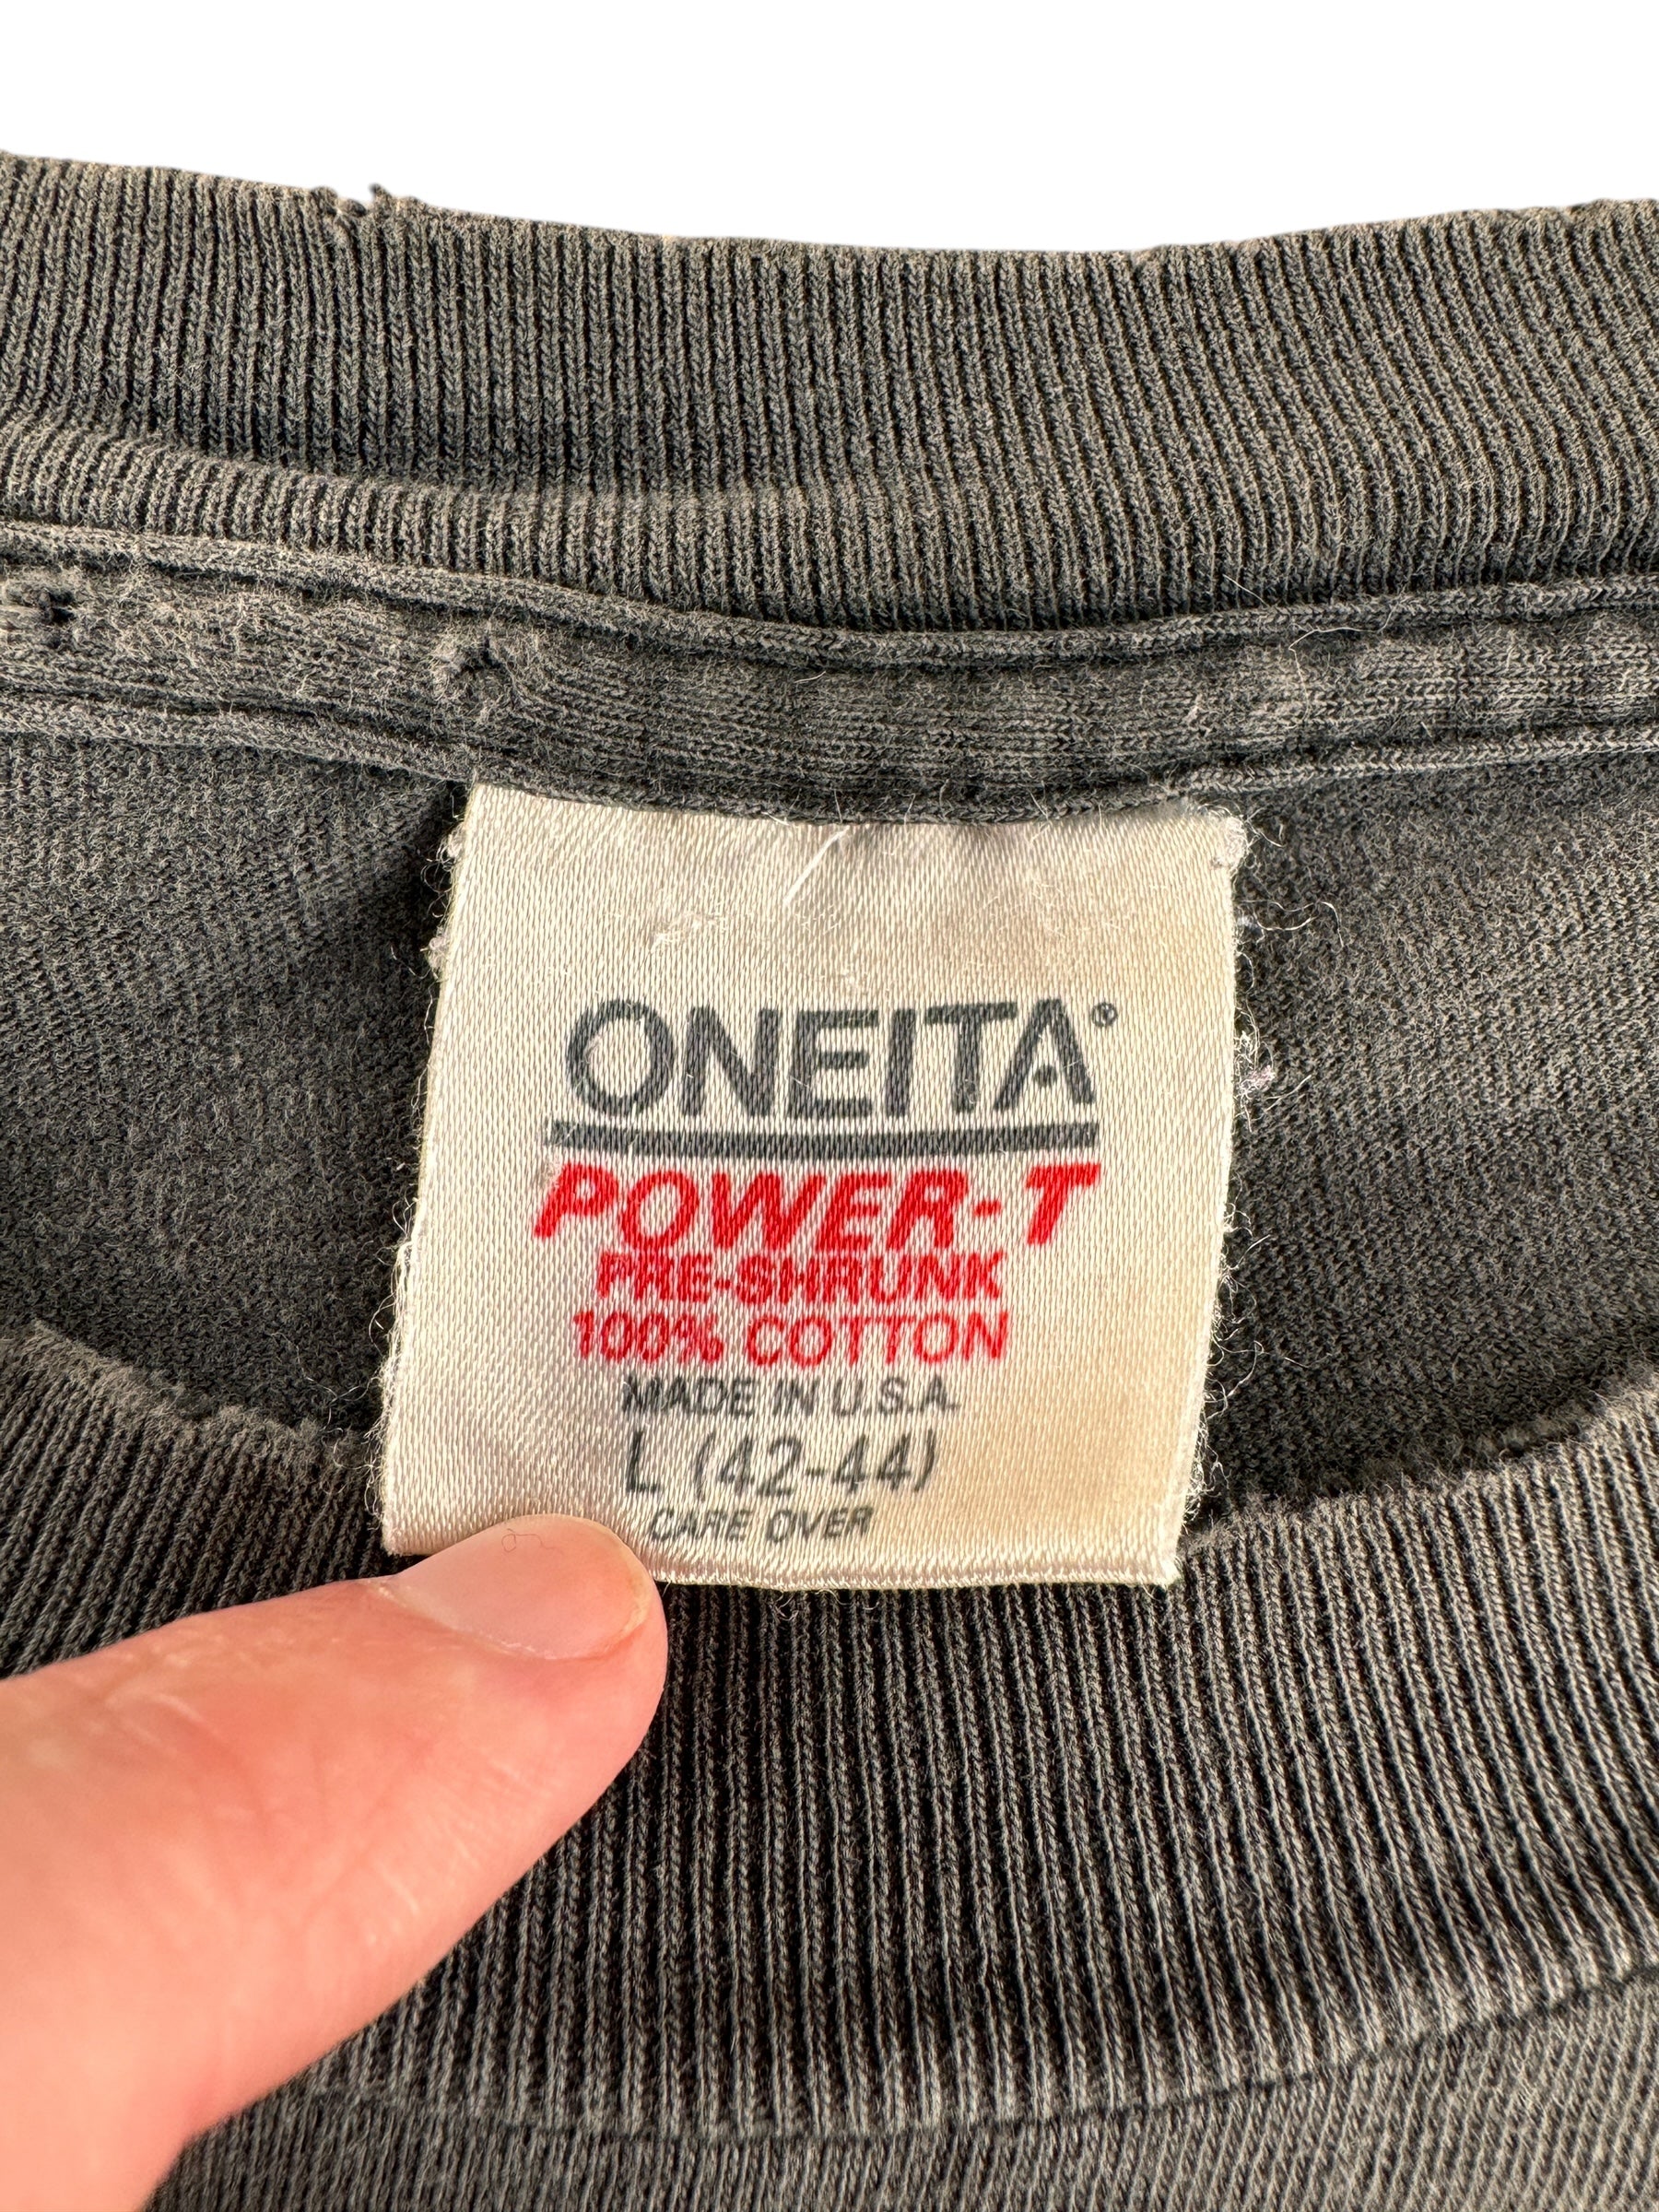 ONEITA®
POWER-T
PRE-SHRUNK
100% COTTON
MADE IN U.S.A.
L (42-44)
CARE OVER